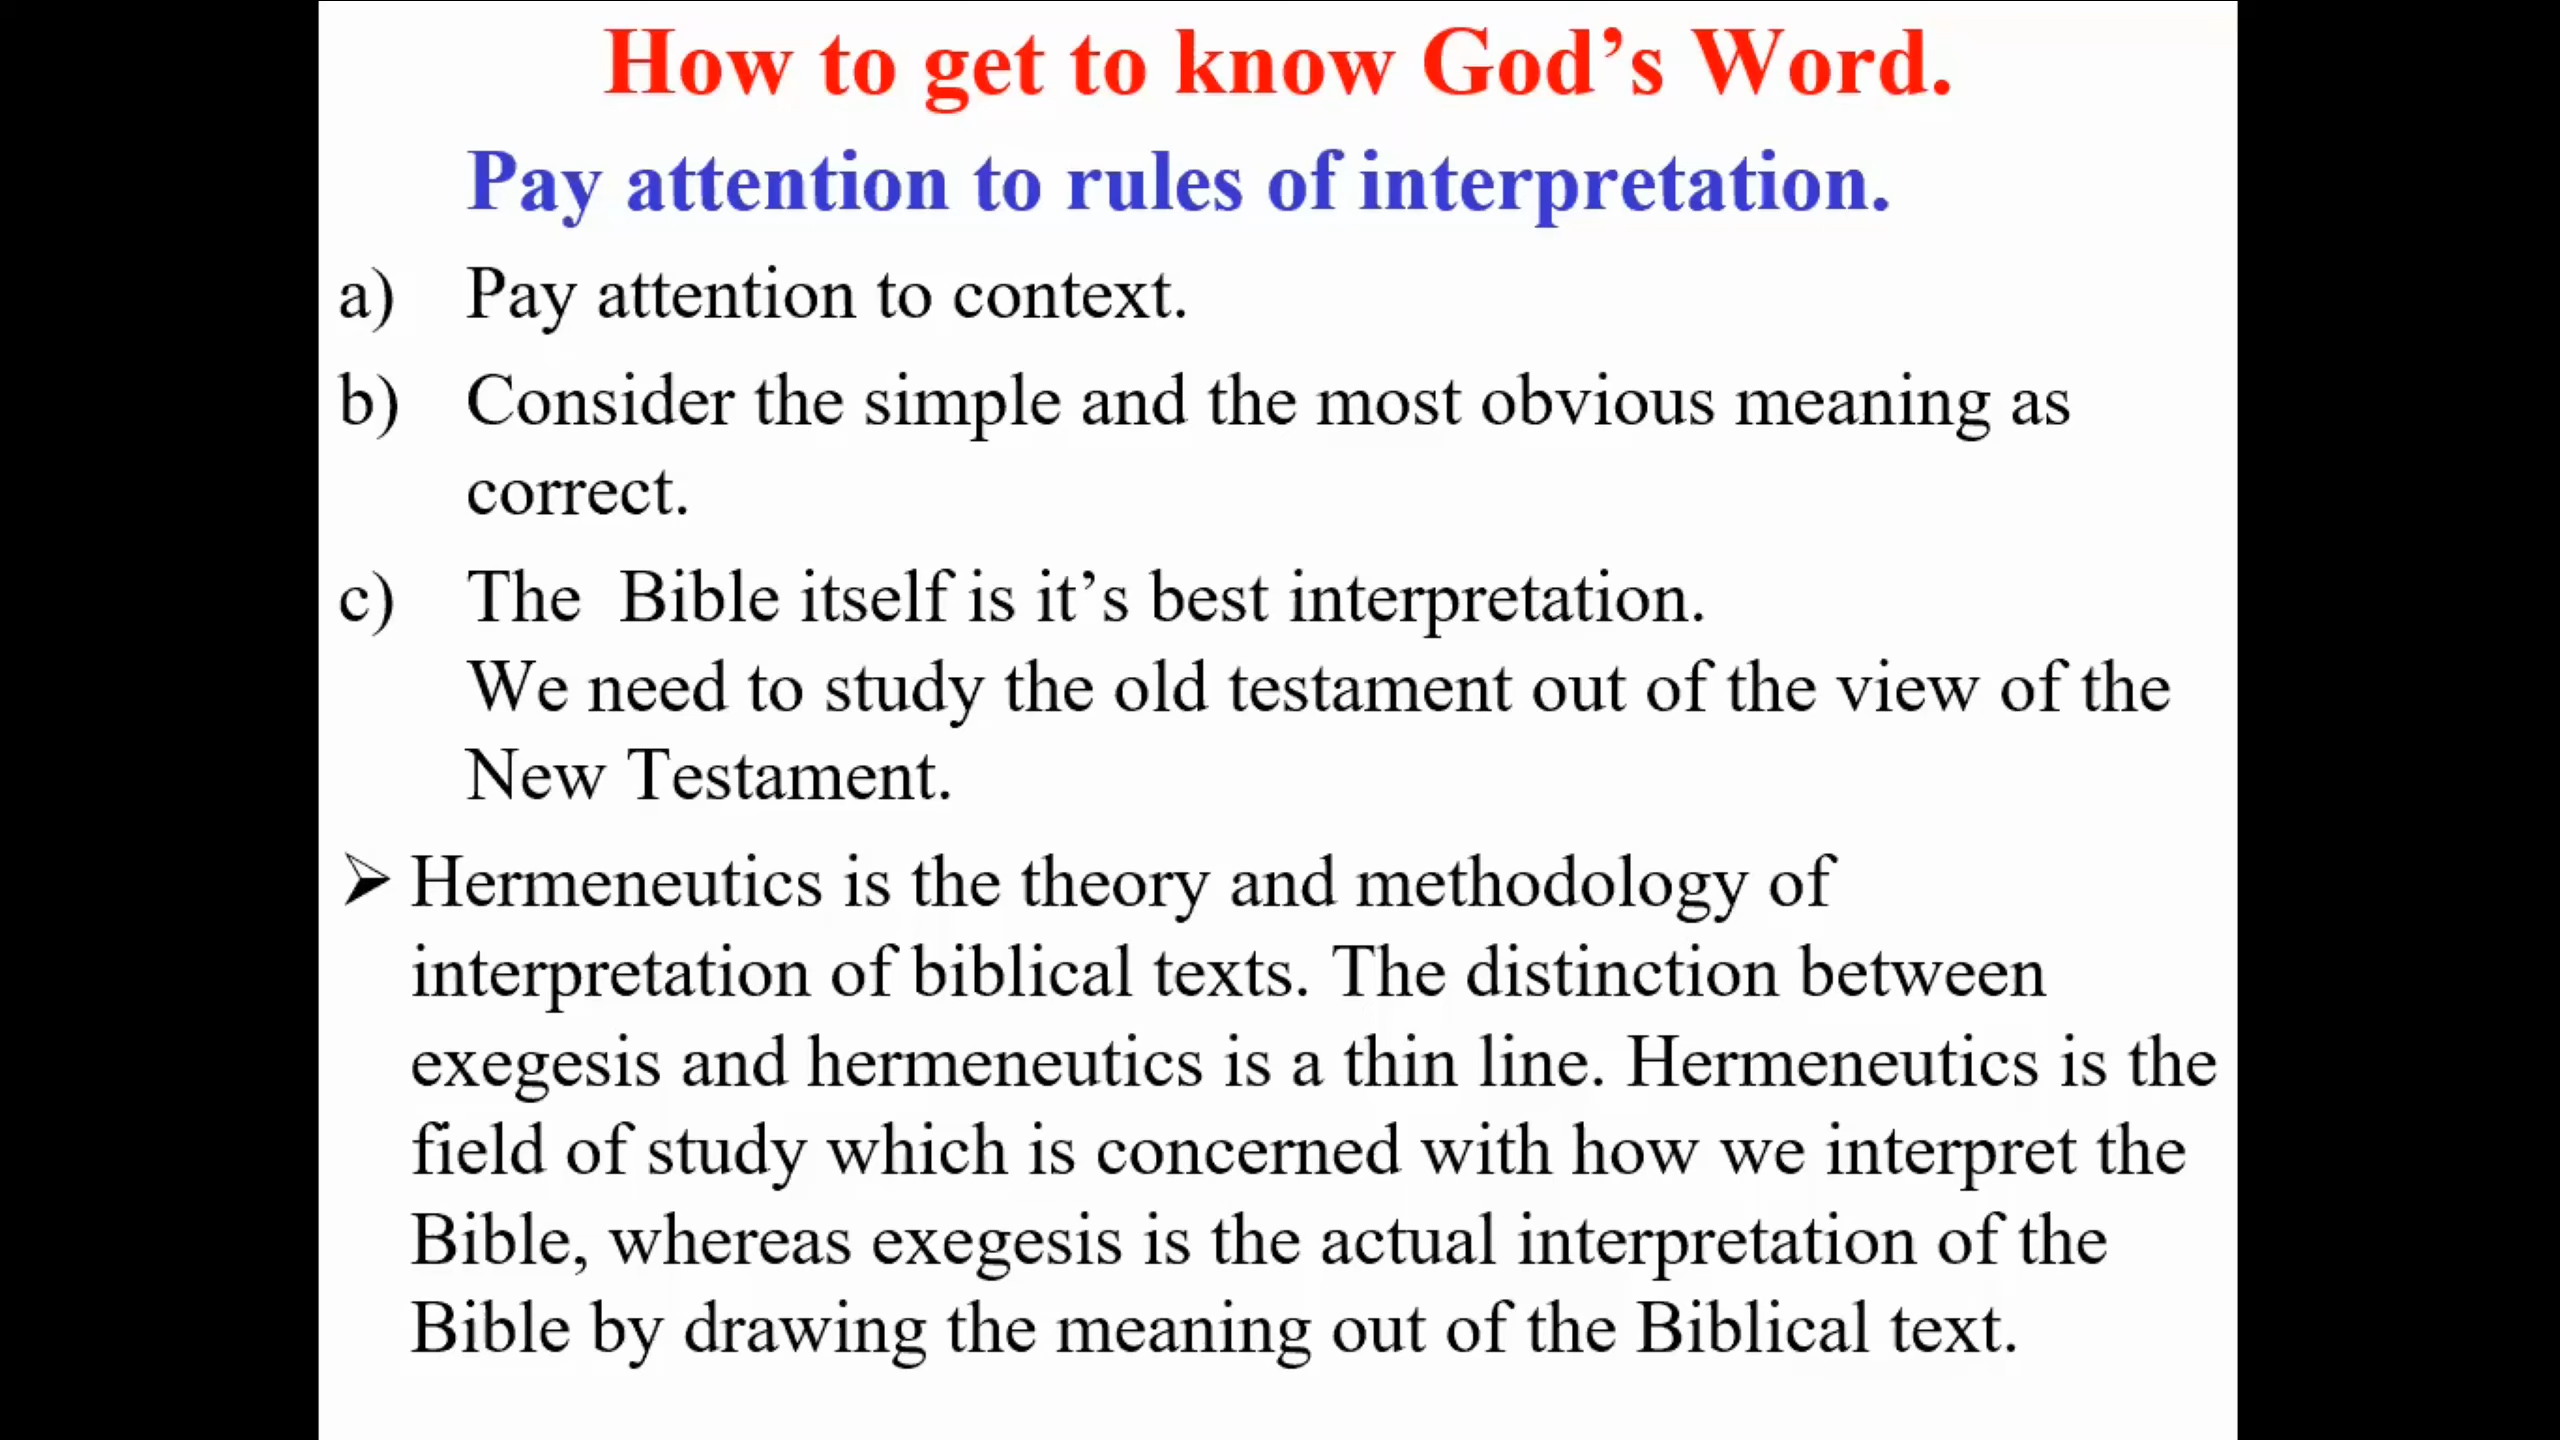 How to get to know God’s Word.
Pay attention to rules of interpretation.
a) Pay attention to context.
b) Consider the simple and the most obvious meaning as
correct.
c) The  Bible itself is it’s best interpretation.
We need to study the old testament out of the view of the
New Testament.
➢ Hermeneutics is the theory and methodology of
interpretation of biblical texts. The distinction between
exegesis and hermeneutics is a thin line. Hermeneutics is the
field of study which is concerned with how we interpret the
Bible, whereas exegesis is the actual interpretation of the
Bible by drawing the meaning out of the Biblical text.